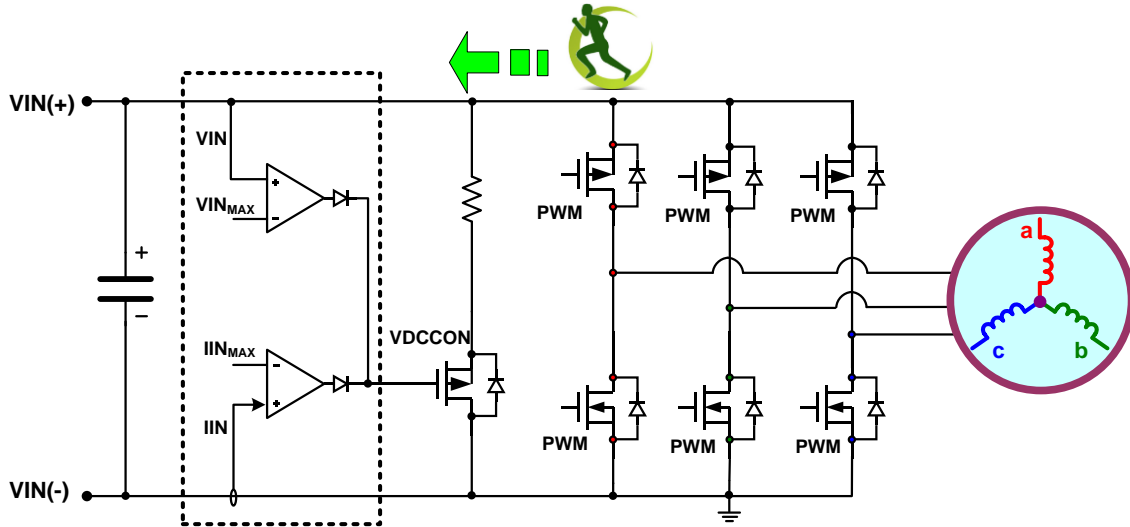 VIN(+)
VIN
+
VINMAX
−
+
−
PWM
PWM
PWM
a
c
b
VDCCON
IINMAX
−
+
IIN
PWM
PWM
PWM
VIN(-)